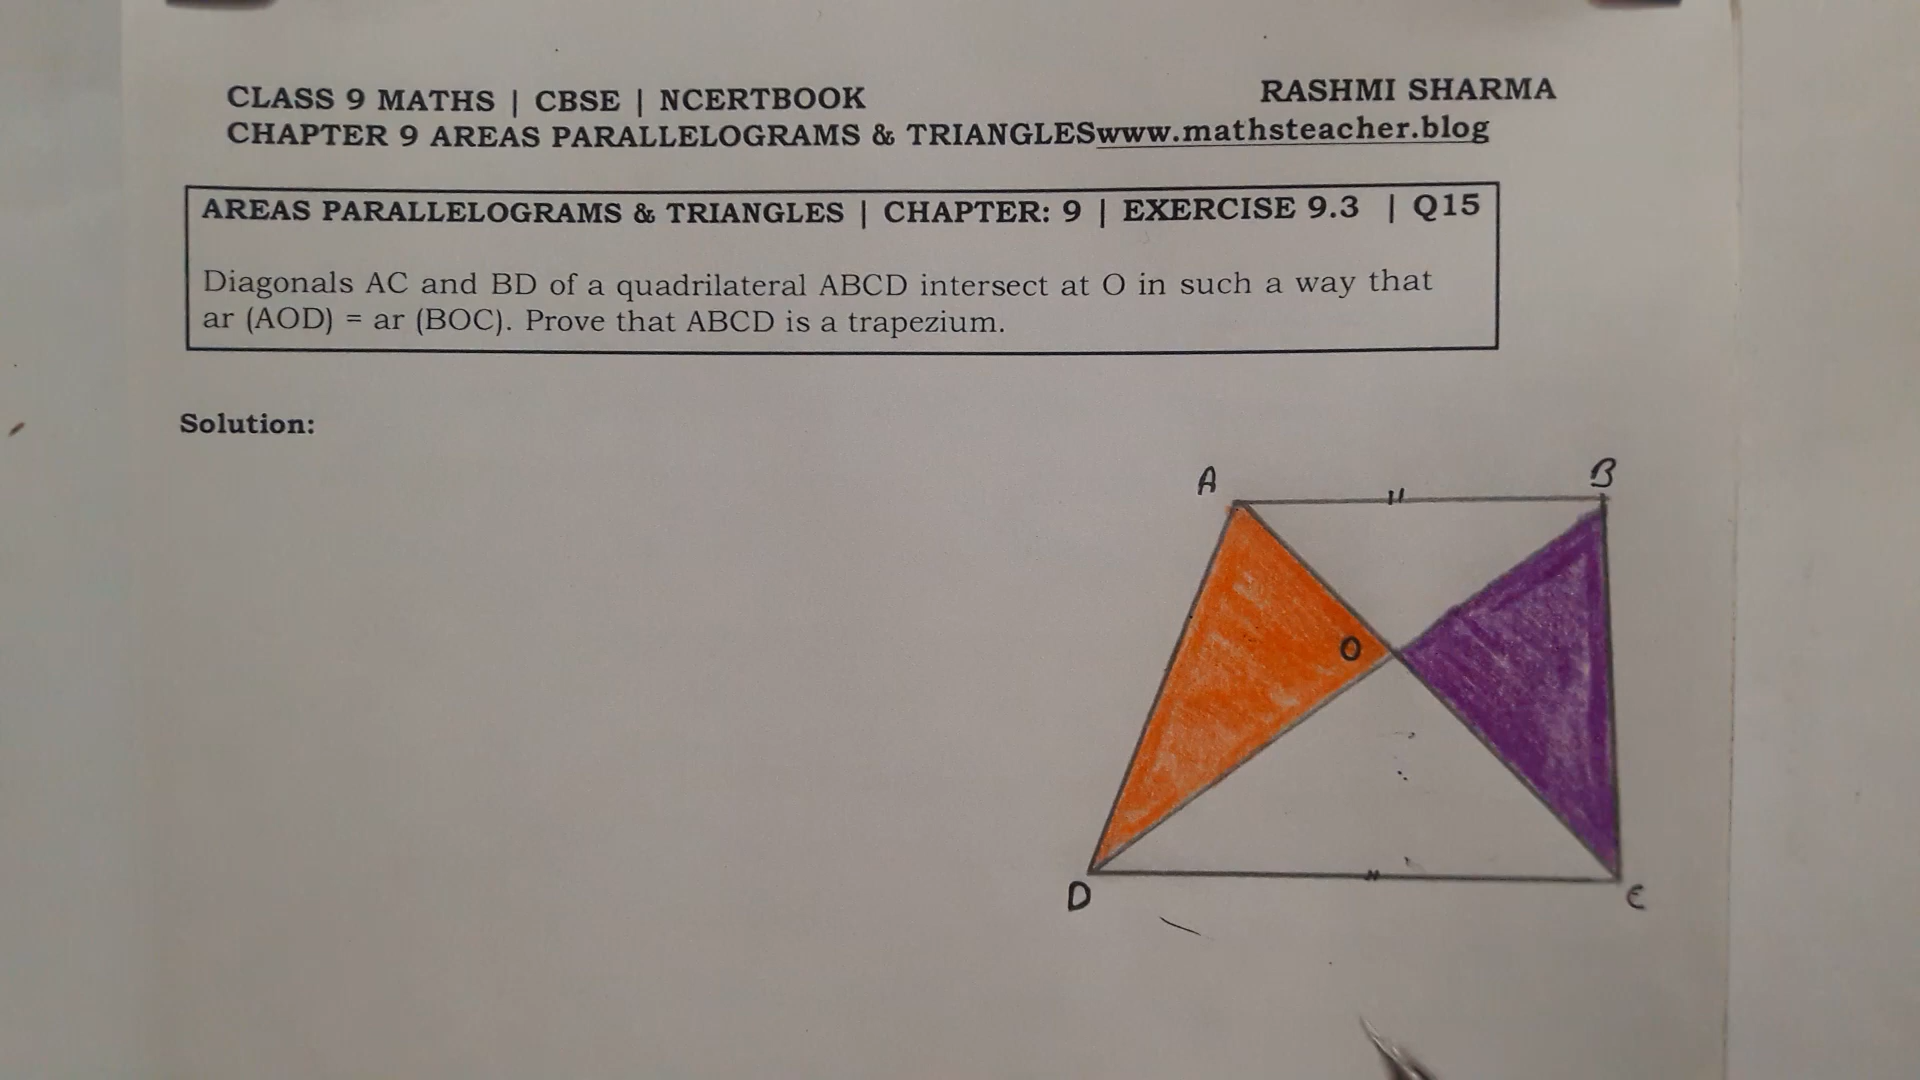 CLASS 9 MATHS | CBSE | NCERTBOOK RASHMI SHARMA
CHAPTER 9 AREAS PARALLELOGRAMS & TRIANGLESwww.mathsteacher.blog
AREAS PARALLELOGRAMS & TRIANGLES | CHAPTER: 9 | EXERCISE 9.3 | Q15
Diagonals AC and BD of a quadrilateral ABCD intersect at O in such a way that
ar (AOD) = ar (BOC). Prove that ABCD is a trapezium.
Solution:
A B
O
D C